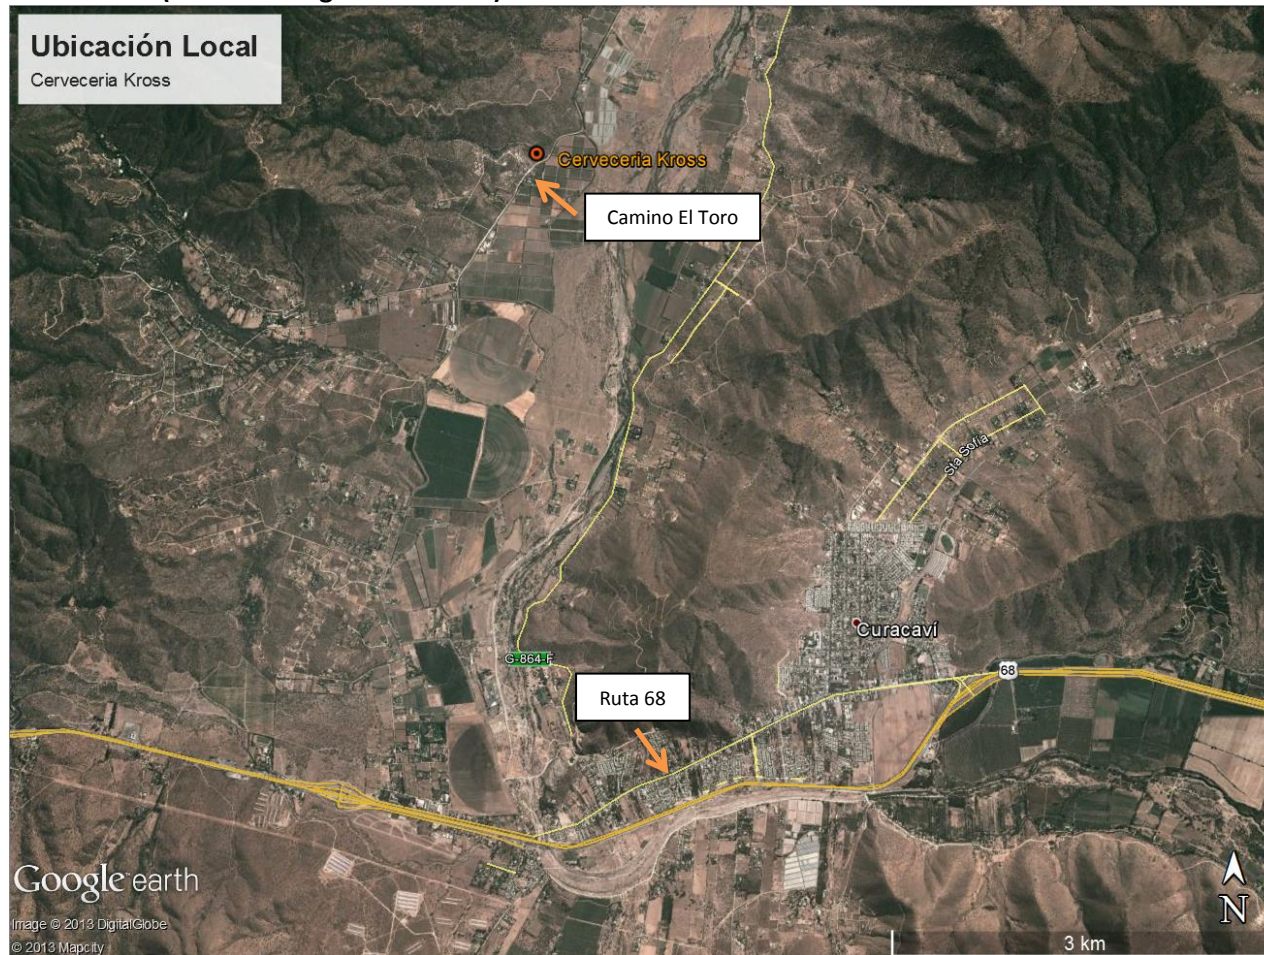 Ubicación Local
Cerveceria Kross
Cerveceria Kross
Camino El Toro
Sta Sofia
Curacaví
G-864-F
68
Ruta 68
Google earth
Image © 2013 DigitalGlobe
© 2013 Mapcity
N
3 km